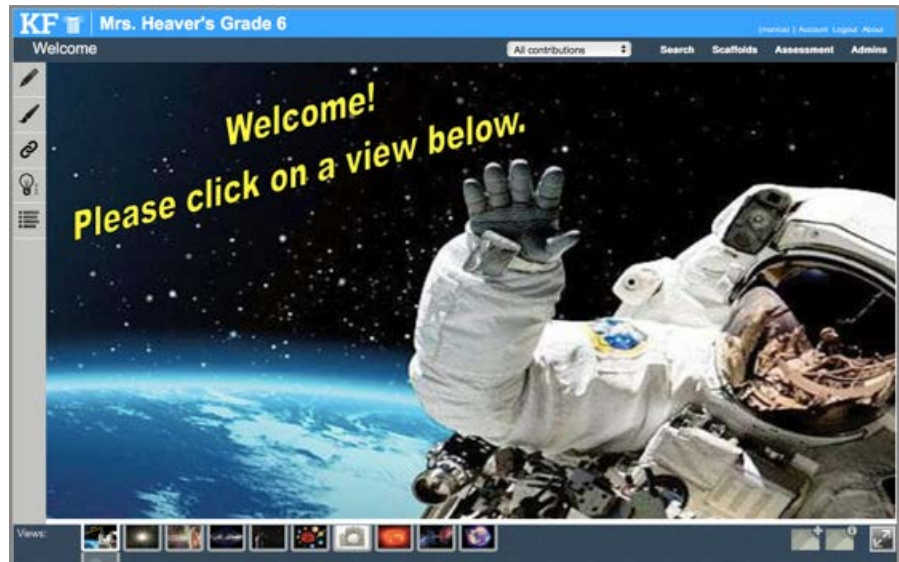 KF Mrs. Heaver's Grade 6
(monica) | Account Logout About
Welcome
All contributions Search Scaffolds Assessment Admins
Welcome!
Please click on a view below.
Views: